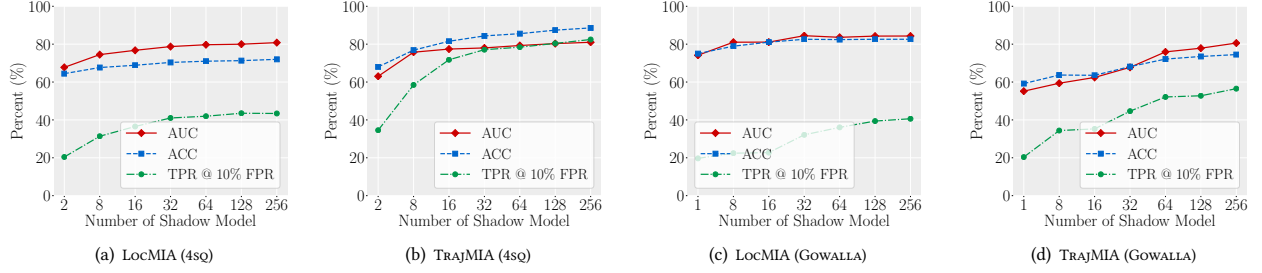 100
80
60
40
20
0
Percent (%)
AUC
ACC
TPR @ 10% FPR
2 8 16 32 64 128 256
Number of Shadow Model
(a) LocMIA (4sq)
100
80
60
40
20
0
Percent (%)
AUC
ACC
TPR @ 10% FPR
2 8 16 32 64 128 256
Number of Shadow Model
(b) TrajMIA (4sq)
100
80
60
40
20
0
Percent (%)
AUC
ACC
TPR @ 10% FPR
1 8 16 32 64 128 256
Number of Shadow Model
(c) LocMIA (Gowalla)
100
80
60
40
20
0
Percent (%)
AUC
ACC
TPR @ 10% FPR
1 8 16 32 64 128 256
Number of Shadow Model
(d) TrajMIA (Gowalla)